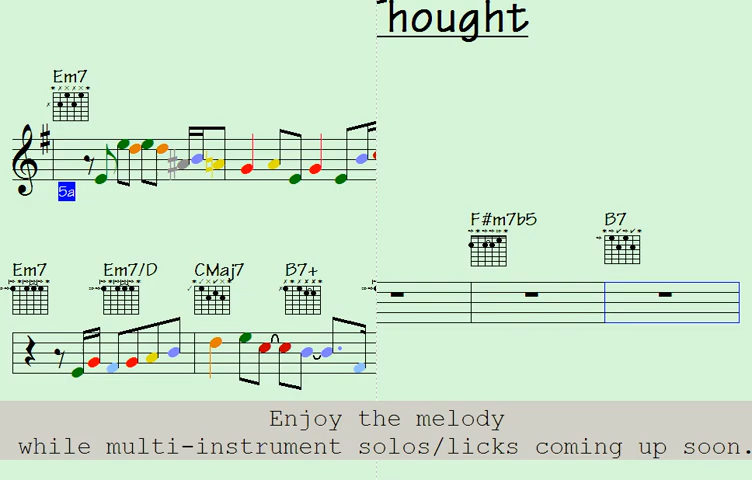 hought
Em7
5a
F#m7b5 B7
Em7 Em7/D CMaj7 B7+
Enjoy the melody
while multi-instrument solos/licks coming up soon.